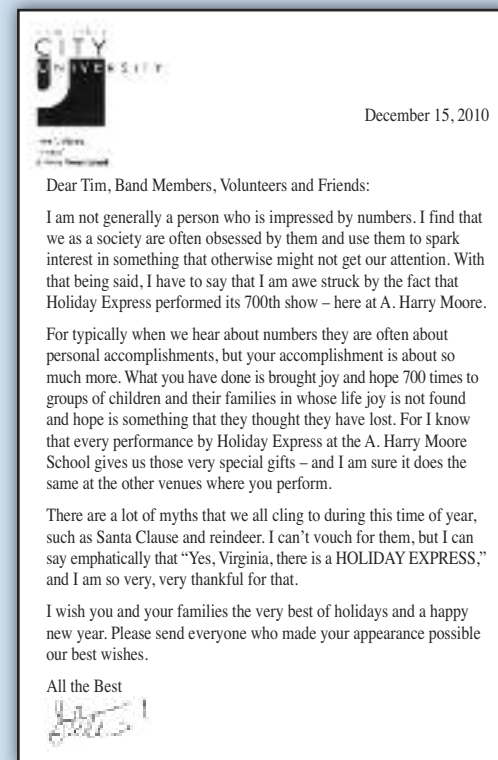 CITY
UNIVERSITY
December 15, 2010
Dear Tim, Band Members, Volunteers and Friends:
I am not generally a person who is impressed by numbers. I find that
we as a society are often obsessed by them and use them to spark
interest in something that otherwise might not get our attention. With
that being said, I have to say that I am awe struck by the fact that
Holiday Express performed its 700th show – here at A. Harry Moore.
For typically when we hear about numbers they are often about
personal accomplishments, but your accomplishment is about so
much more. What you have done is brought joy and hope 700 times to
groups of children and their families in whose life joy is not found
and hope is something that they thought they have lost. For I know
that every performance by Holiday Express at the A. Harry Moore
School gives us those very special gifts – and I am sure it does the
same at the other venues where you perform.
There are a lot of myths that we all cling to during this time of year,
such as Santa Clause and reindeer. I can’t vouch for them, but I can
say emphatically that “Yes, Virginia, there is a HOLIDAY EXPRESS,”
and I am so very, very thankful for that.
I wish you and your families the very best of holidays and a happy
new year. Please send everyone who made your appearance possible
our best wishes.
All the Best